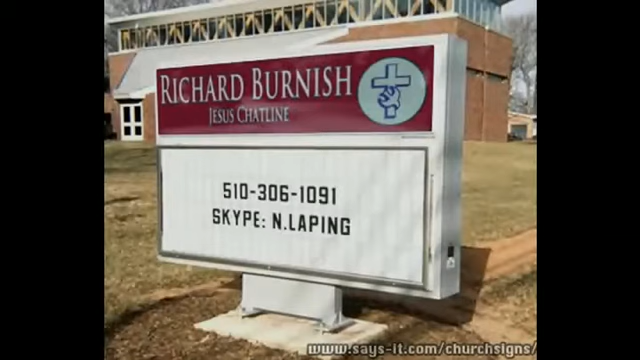 RICHARD BURNISH
JESUS CHATLINE
510-306-1091
SKYPE: N.LAPING
www.says-it.com/churchsigns/